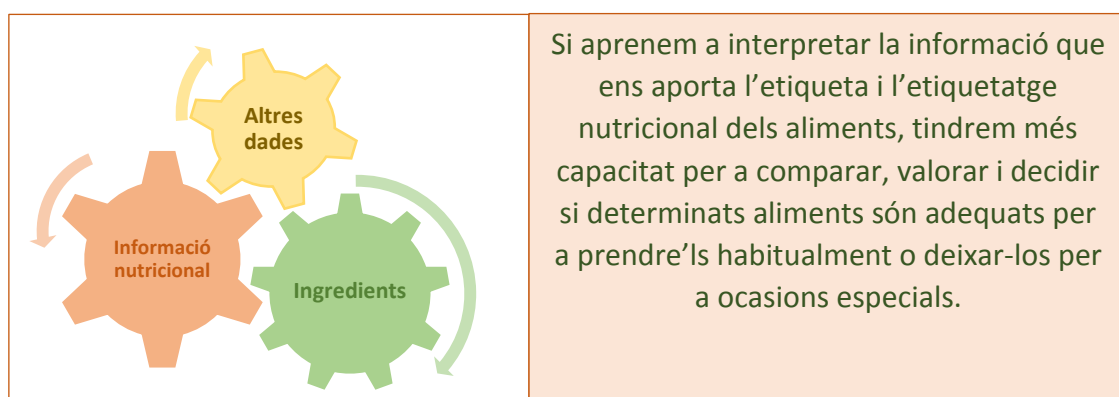 Altres
dades
Informació
nutricional
Ingredients
Si aprenem a interpretar la informació que
ens aporta l’etiqueta i l’etiquetatge
nutricional dels aliments, tindrem més
capacitat per a comparar, valorar i decidir
si determinats aliments són adequats per
a prendre’ls habitualment o deixar-los per
a ocasions especials.